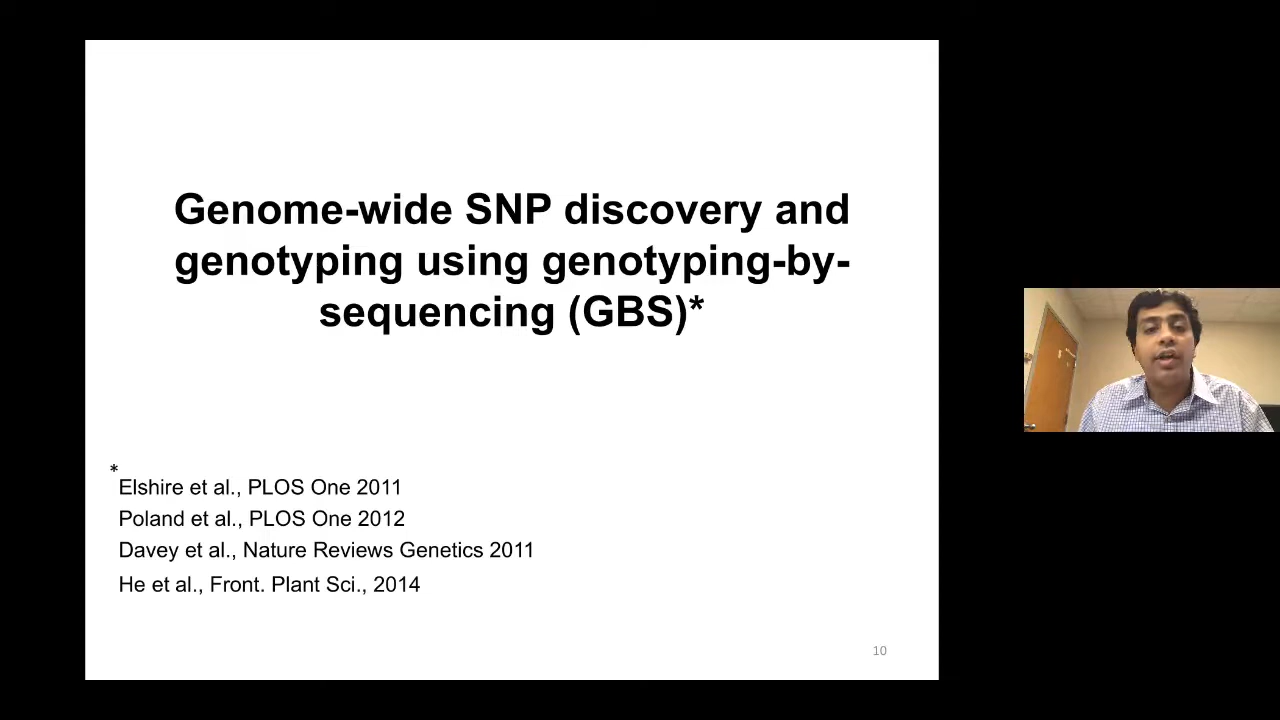 Genome-wide SNP discovery and
genotyping using genotyping-by-
sequencing (GBS)*
*
Elshire et al., PLOS One 2011
Poland et al., PLOS One 2012
Davey et al., Nature Reviews Genetics 2011
He et al., Front. Plant Sci., 2014
10